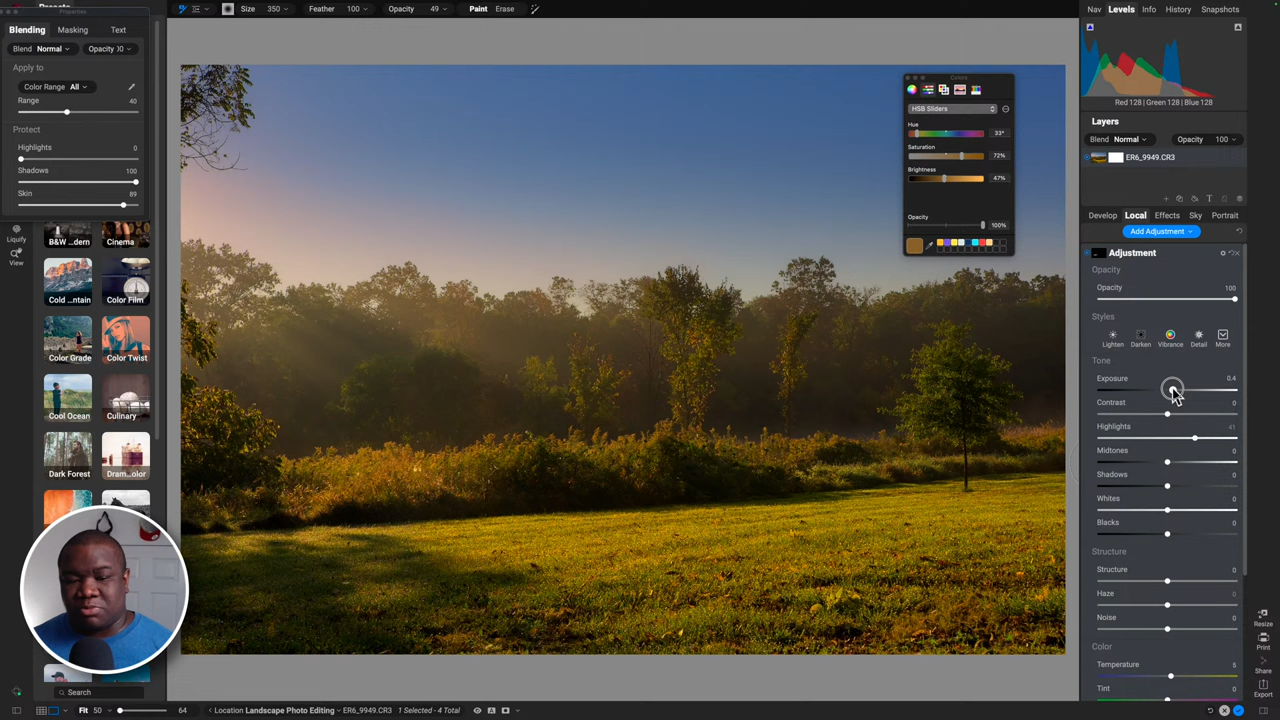 Presets
Properties
Blending Masking Text
Blend Normal Opacity
Apply to
Color Range All
Range 40
Protect
Highlights 0
Shadows 100
Skin 89
Liquify
View
B&W ...dern Cinema
Cold ...ntain Color Film
Color Grade Color Twist
Cool Ocean Culinary
Dark Forest Dram...olor
Search
Size 350 Feather 100 Opacity 49 Paint Erase
Colors
HSB Sliders
Hue
33°
Saturation
72%
Brightness
47%
Opacity
100%
Nav Levels Info History Snapshots
Red 128 | Green 128 | Blue 128
Layers
Blend Normal Opacity 100
ER6_9949.CR3
Develop Local Effects Sky Portrait
Add Adjustment
Adjustment
Opacity
Opacity 100
Styles
Lighten Darken Vibrance Detail More
Tone
Exposure 0.4
Contrast 0
Highlights 41
Midtones 0
Shadows 0
Whites 0
Blacks 0
Structure
Structure 0
Haze 0
Noise 0
Color
Temperature 5
Tint 0
Resize
Print
Share
Export
Fit 50 64 Location Landscape Photo Editing • ER6_9949.CR3 1 Selected - 4 Total